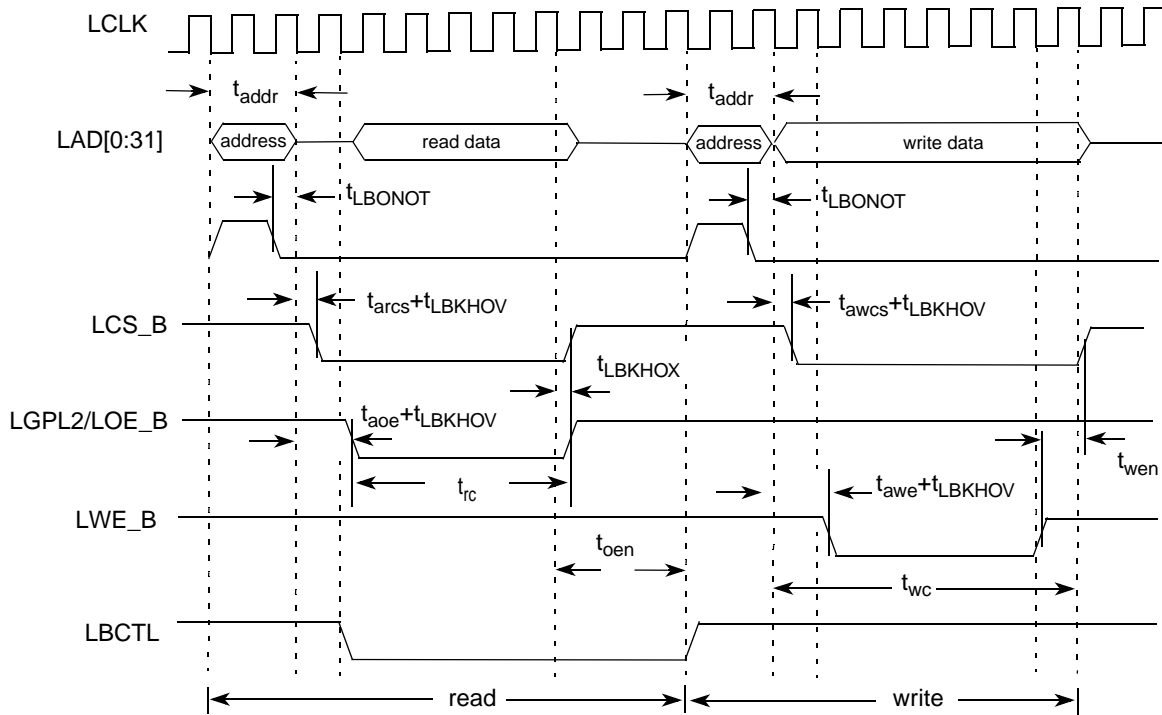 LCLK
t_addr t_addr
LAD[0:31] address read data address write data
t_LBONOT t_LBONOT
t_arcs+t_LBKHOV t_awcs+t_LBKHOV
LCS_B
t_LBKHOX
t_aoe+t_LBKHOV
LGPL2/LOE_B
t_wen
t_rc t_awe+t_LBKHOV
LWE_B
t_oen
t_wc
LBCTL
read write